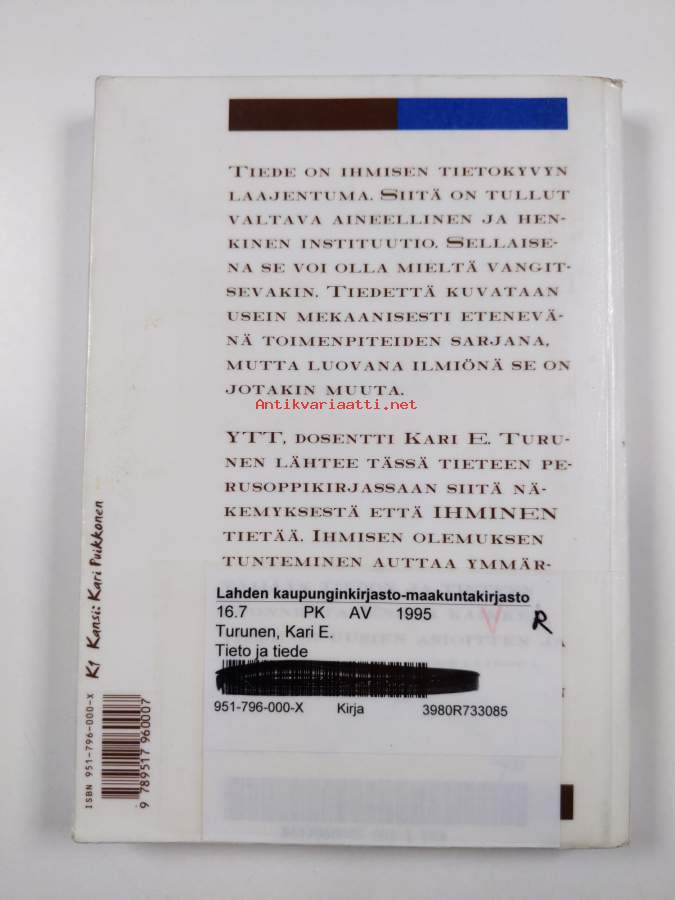 TIEDE ON IHMISEN TIETOKYVYN
LAAJENTUMA. SIITÄ ON TULLUT
VALTAVA AINEELLINEN JA HEN-
KINEN INSTITUUTIO. SELLAISE-
NA SE VOI OLLA MIELTÄ VANGIT-
SEVAKIN. TIEDETTÄ KUVATAAN
USEIN MEKAANISESTI ETENEVÄ-
NÄ TOIMENPITEIDEN SARJANA,
MUTTA LUOVANA ILMIÖNÄ SE ON
JOTAKIN MUUTA.
Antikvariaatti.net
YTT, DOSENTTI KARI E. TURU-
NEN LÄHTEE TÄSSÄ TIETEEN PE-
RUSOPPIKIRJASSAAN SIITÄ NÄ-
KEMYKSESTÄ ETTÄ IHMINEN
TIETÄÄ. IHMISEN OLEMUKSEN
TUNTEMINEN AUTTAA YMMÄR-
Lahden kaupunginkirjasto-maakuntakirjasto
16.7 PK AV 1995 V R
Turunen, Kari E.
Tieto ja tiede
951-796-000-X Kirja 3980R733085
K1 Kansi: Kari Puikkonen
ISBN 951-796-000-X
9 789517 960007